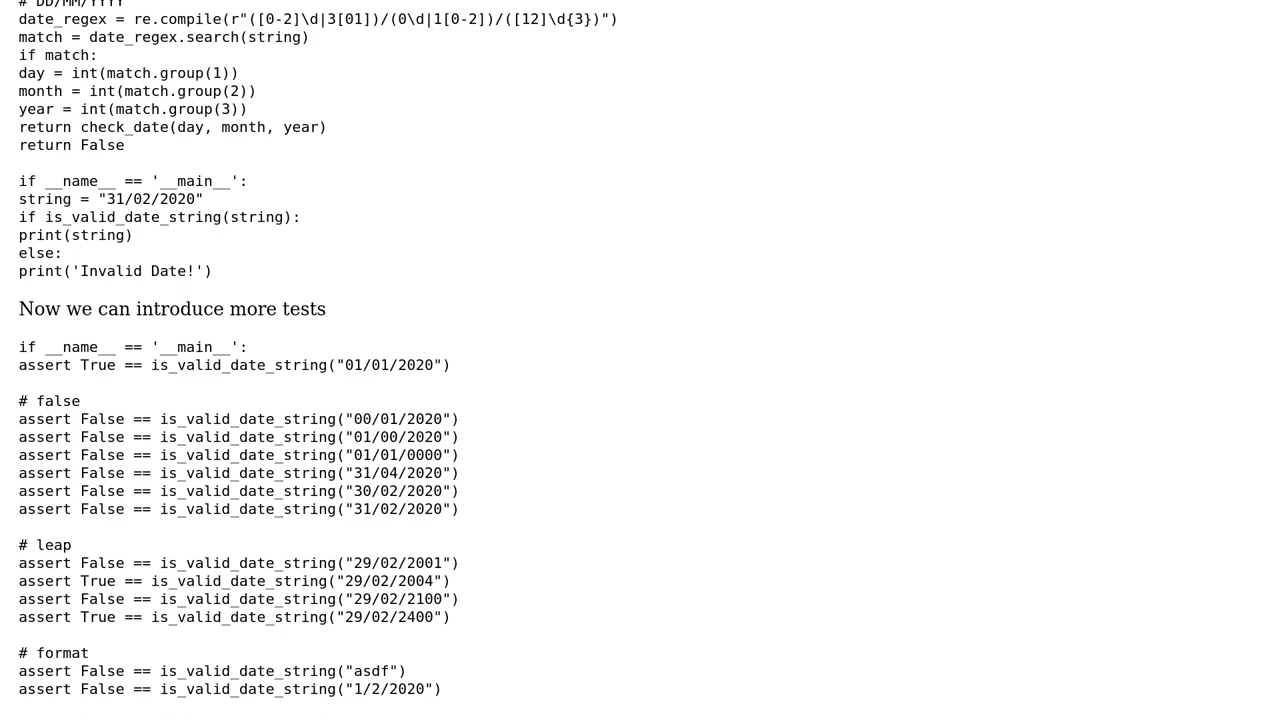 # DD/MM/YYYY
date_regex = re.compile(r"([0-2]\d|3[01])/(0\d|1[0-2])/([12]\d{3})")
match = date_regex.search(string)
if match:
day = int(match.group(1))
month = int(match.group(2))
year = int(match.group(3))
return check_date(day, month, year)
return False
if __name__ == '__main__':
string = "31/02/2020"
if is_valid_date_string(string):
print(string)
else:
print('Invalid Date!')
Now we can introduce more tests
if __name__ == '__main__':
assert True == is_valid_date_string("01/01/2020")
# false
assert False == is_valid_date_string("00/01/2020")
assert False == is_valid_date_string("01/00/2020")
assert False == is_valid_date_string("01/01/0000")
assert False == is_valid_date_string("31/04/2020")
assert False == is_valid_date_string("30/02/2020")
assert False == is_valid_date_string("31/02/2020")
# leap
assert False == is_valid_date_string("29/02/2001")
assert True == is_valid_date_string("29/02/2004")
assert False == is_valid_date_string("29/02/2100")
assert True == is_valid_date_string("29/02/2400")
# format
assert False == is_valid_date_string("asdf")
assert False == is_valid_date_string("1/2/2020")